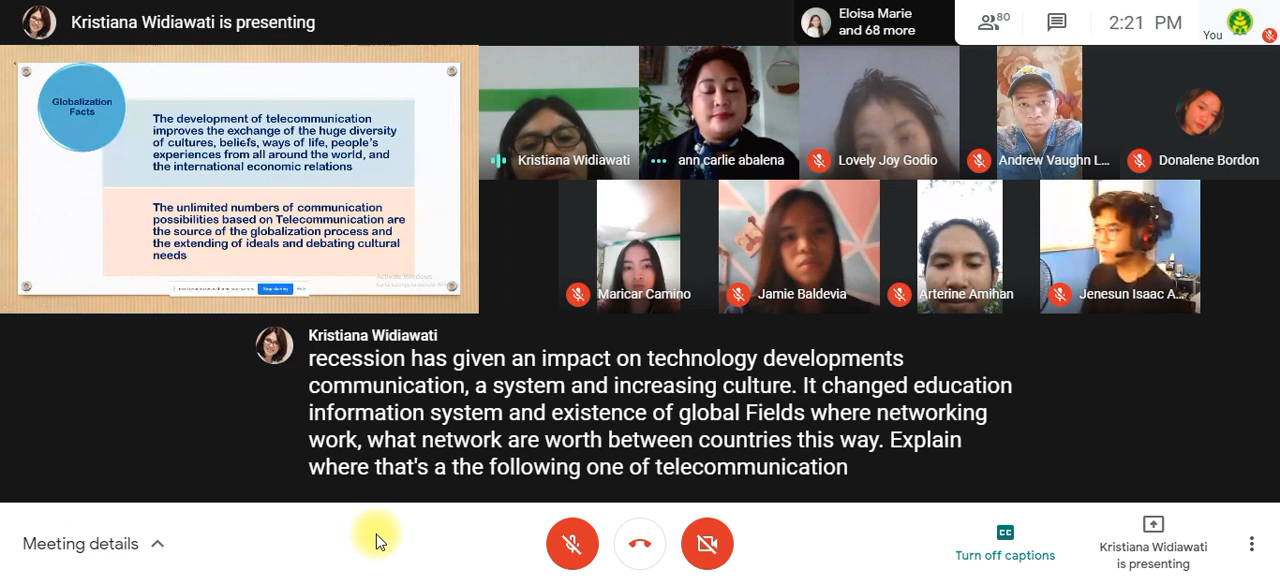 Kristiana Widiawati is presenting
Eloisa Marie
and 68 more
80
2:21 PM
You
Globalization
Facts
The development of telecommunication
improves the exchange of the huge diversity
of cultures, beliefs, ways of life, people's
experiences from all around the world, and
the international economic relations
The unlimited numbers of communication
possibilities based on Telecommunication are
the source of the globalization process and
the extending of ideals and debating cultural
needs
Activate Windows
Stop sharing
Hide
Kristiana Widiawati
ann carlie abalena
Lovely Joy Godio
Andrew Vaughn L...
Donalene Bordon
Maricar Camino
Jamie Baldevia
Arterine Amihan
Jenesun Isaac A...
Kristiana Widiawati
recession has given an impact on technology developments
communication, a system and increasing culture. It changed education
information system and existence of global Fields where networking
work, what network are worth between countries this way. Explain
where that's a the following one of telecommunication
Meeting details
CC
Turn off captions
Kristiana Widiawati
is presenting